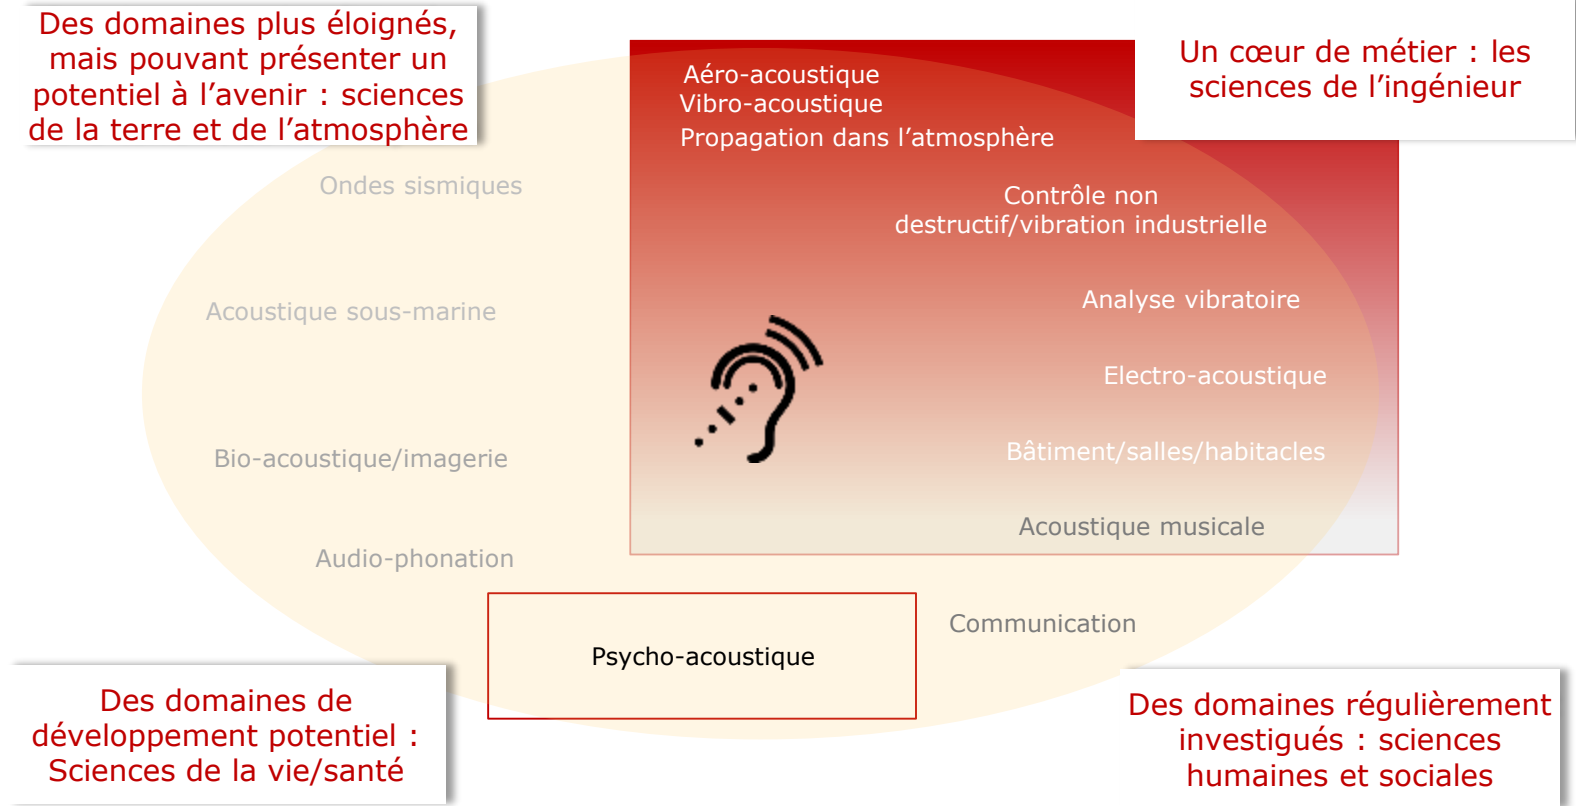 Des domaines plus éloignés,
mais pouvant présenter un
potentiel à l’avenir : sciences
de la terre et de l’atmosphère
Un cœur de métier : les
sciences de l’ingénieur
Aéro-acoustique
Vibro-acoustique
Propagation dans l’atmosphère
Ondes sismiques
Contrôle non
destructif/vibration industrielle
Acoustique sous-marine
Analyse vibratoire
Electro-acoustique
Bio-acoustique/imagerie
Bâtiment/salles/habitacles
Acoustique musicale
Audio-phonation
Communication
Psycho-acoustique
Des domaines de
développement potentiel :
Sciences de la vie/santé
Des domaines régulièrement
investigués : sciences
humaines et sociales